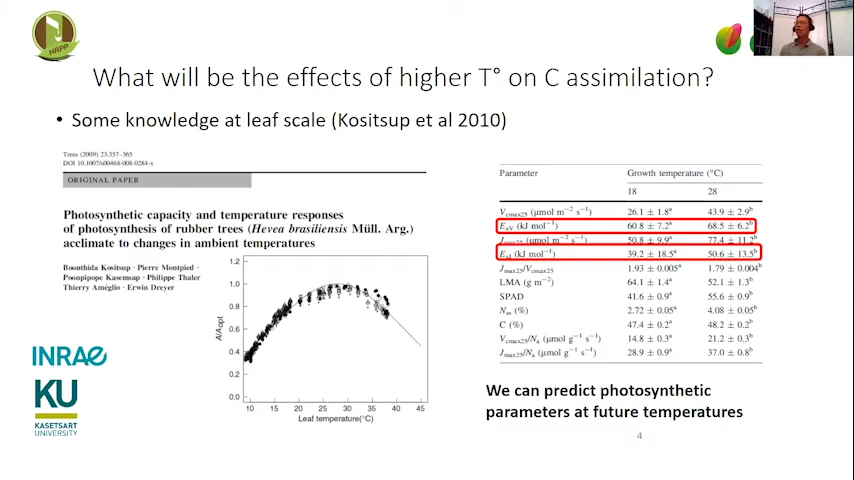 HRPP
What will be the effects of higher T° on C assimilation?
• Some knowledge at leaf scale (Kositsup et al 2010)
Trees (2009) 23:357–365
DOI 10.1007/s00468-008-0284-x
ORIGINAL PAPER
Photosynthetic capacity and temperature responses
of photosynthesis of rubber trees (Hevea brasiliensis Müll. Arg.)
acclimate to changes in ambient temperatures
Boonthida Kositsup · Pierre Montpied ·
Poonpipope Kasemsap · Philippe Thaler
Thierry Améglio · Erwin Dreyer
1.2
1.0
0.8
0.6
0.4
0.2
0.0
A/Aopt
10 15 20 25 30 35 40 45
Leaf temperature(°C)
Parameter Growth temperature (°C)
18 28
Vcmax25 (µmol m⁻² s⁻¹) 26.1 ± 1.8ᵃ 43.9 ± 2.9ᵇ
EaV (kJ mol⁻¹) 60.8 ± 7.2ᵃ 68.5 ± 6.2ᵇ
Jmax25 (µmol m⁻² s⁻¹) 50.8 ± 9.9ᵃ 77.4 ± 11.2ᵇ
EaJ (kJ mol⁻¹) 39.2 ± 18.5ᵃ 50.6 ± 13.5ᵇ
Jmax25/Vcmax25 1.93 ± 0.005ᵃ 1.79 ± 0.004ᵇ
LMA (g m⁻²) 64.1 ± 1.4ᵃ 52.1 ± 1.3ᵇ
SPAD 41.6 ± 0.9ᵃ 55.6 ± 0.9ᵇ
Nm (%) 2.72 ± 0.05ᵃ 4.08 ± 0.05ᵇ
C (%) 47.4 ± 0.2ᵃ 48.2 ± 0.2ᵇ
Vcmax25/Na (µmol g⁻¹ s⁻¹) 14.8 ± 0.3ᵃ 21.2 ± 0.3ᵇ
Jmax25/Na (µmol g⁻¹ s⁻¹) 28.9 ± 0.9ᵃ 37.0 ± 0.8ᵇ
We can predict photosynthetic
parameters at future temperatures
INRAE
KU
KASETSART
UNIVERSITY
4